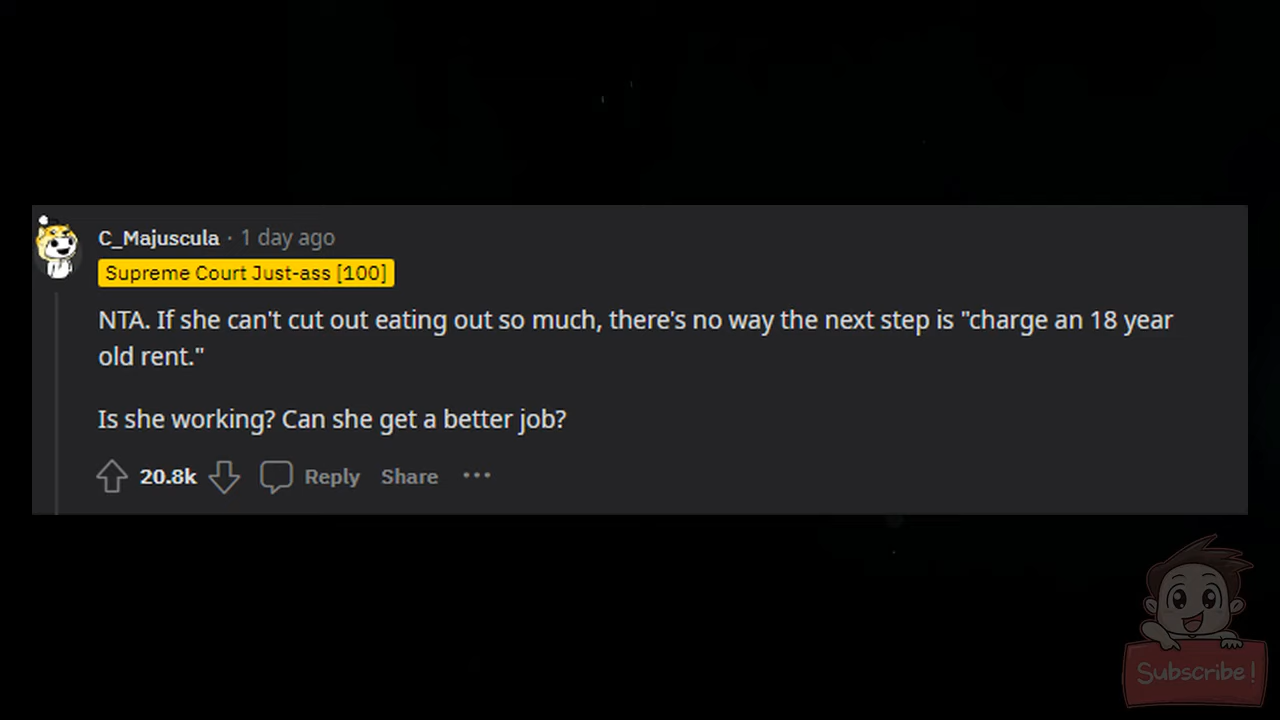 C_Majuscula · 1 day ago
Supreme Court Just-ass [100]
NTA. If she can't cut out eating out so much, there's no way the next step is "charge an 18 year
old rent."
Is she working? Can she get a better job?
20.8k Reply Share ···
Subscribe!